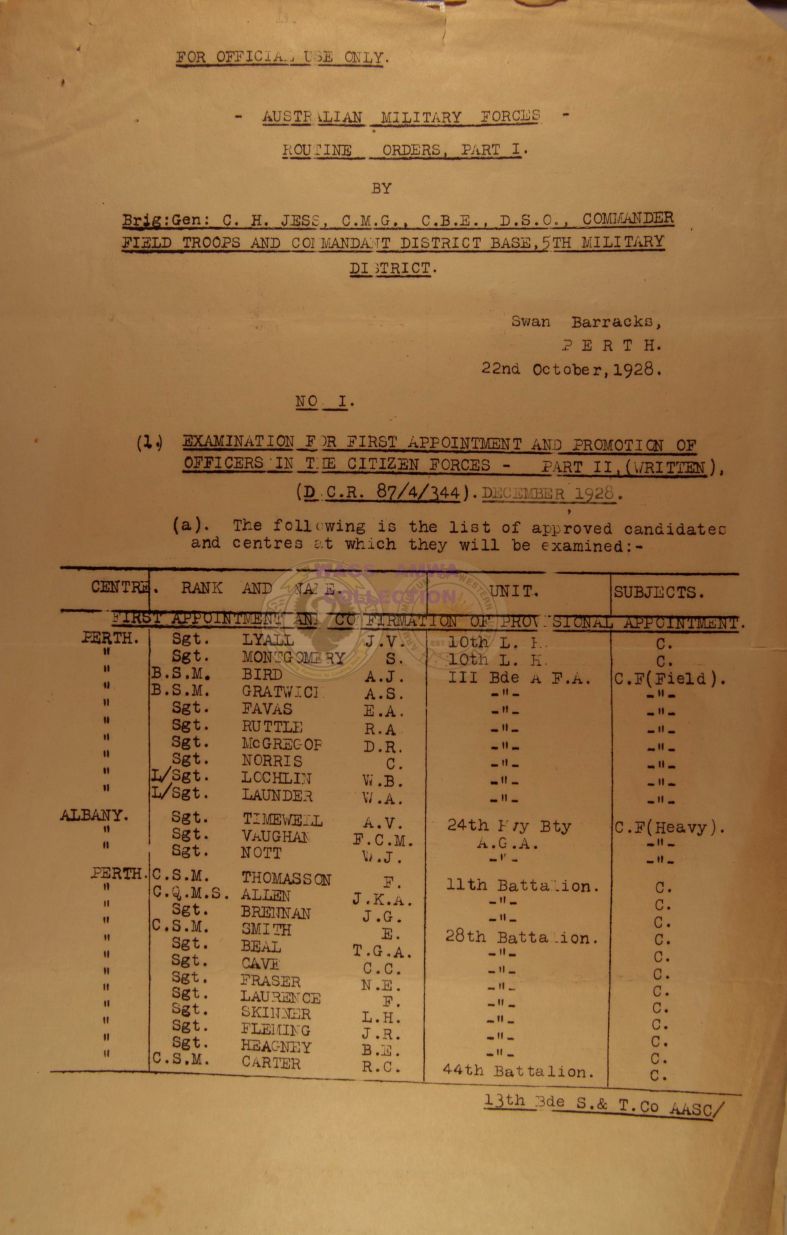 FOR OFFICIAL USE ONLY.
- AUSTRALIAN MILITARY FORCES -
ROUTINE ORDERS, PART I.
BY
Brig:Gen: C. H. JESS, C.M.G., C.B.E., D.S.O., COMMANDER
FIELD TROOPS AND COMMANDANT DISTRICT BASE,5TH MILITARY
DISTRICT.
Swan Barracks,
P E R T H.
22nd October,1928.
NO I.
(1.) EXAMINATION FOR FIRST APPOINTMENT AND PROMOTION OF
OFFICERS IN THE CITIZEN FORCES - PART II,(WRITTEN),
(D.C.R. 87/4/344). DECEMBER 1928.
(a). The following is the list of approved candidates
and centres at which they will be examined:-
WAGS - AMWA
COLLECTION
CENTRE. RANK AND NAME. UNIT. SUBJECTS.
FIRST APPOINTMENT AND CONFIRMATION OF PROVISIONAL APPOINTMENT.
PERTH. Sgt. LYALL J.V. 10th L. H. C.
" Sgt. MONTGOMERY S. 10th L. H. C.
" B.S.M. BIRD A.J. III Bde A F.A. C.F(Field).
" B.S.M. GRATWICK A.S. -"- -"-
" Sgt. FAVAS E.A. -"- -"-
" Sgt. RUTTLE R.A -"- -"-
" Sgt. McGREGOR D.R. -"- -"-
" Sgt. NORRIS C. -"- -"-
" L/Sgt. LOCHLIN W.B. -"- -"-
" L/Sgt. LAUNDER W.A. -"- -"-
ALBANY. Sgt. TIMEWELL A.V. 24th Hvy Bty C.F(Heavy).
" Sgt. VAUGHAN F.C.M. A.G.A. -"-
" Sgt. NOTT W.J. -"- -"-
PERTH. C.S.M. THOMASSON F. 11th Battalion. C.
" C.Q.M.S. ALLEN J.K.A. -"- C.
" Sgt. BRENNAN J.G. -"- C.
" C.S.M. SMITH E. 28th Battalion. C.
" Sgt. BEAL T.G.A. -"- C.
" Sgt. CAVE C.C. -"- C.
" Sgt. FRASER N.E. -"- C.
" Sgt. LAURENCE F. -"- C.
" Sgt. SKINNER L.H. -"- C.
" Sgt. FLEMING J.R. -"- C.
" Sgt. HEAGNEY B.E. -"- C.
" C.S.M. CARTER R.C. 44th Battalion. C.
13th Bde S.& T.Co AASC/